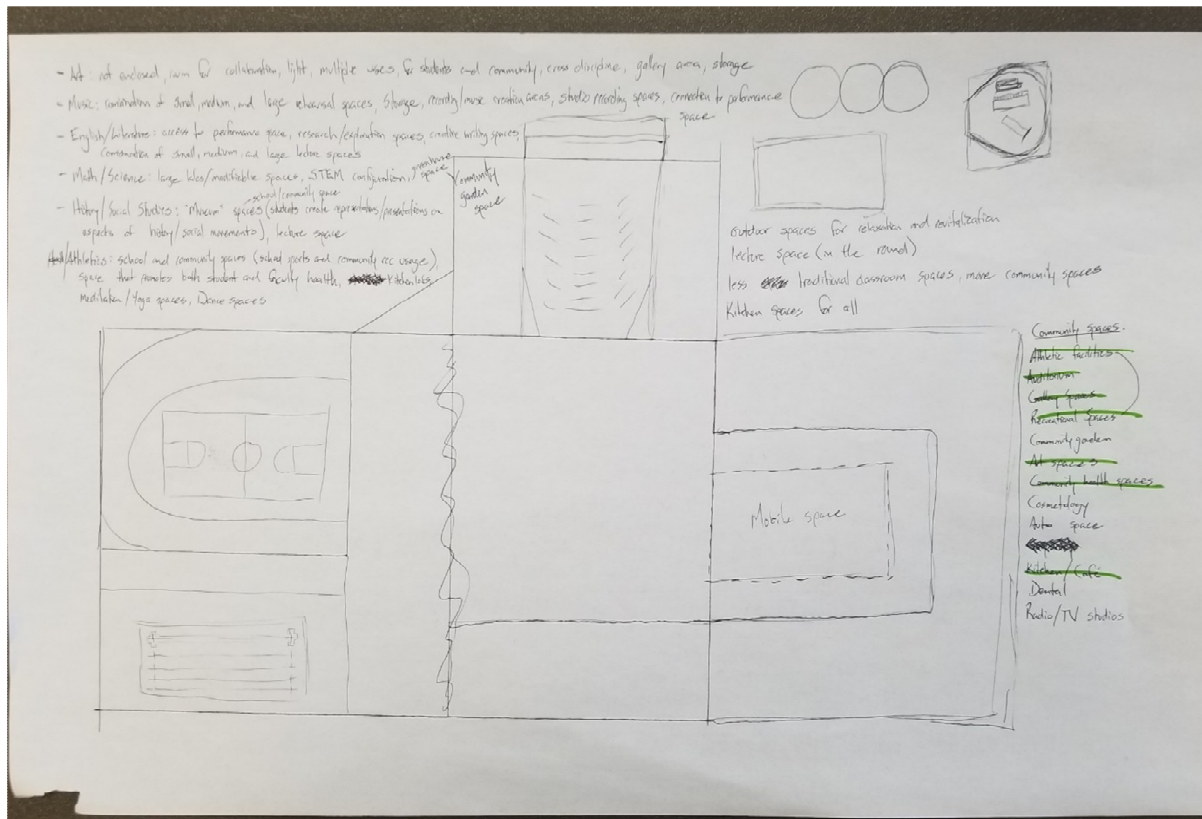 - Art: not enclosed, room for collaboration, light, multiple uses, for students and community, cross discipline, gallery area, storage
- Music: combination of small, medium, and large rehearsal spaces, storage, recording/music creation areas, studio recording spaces, connection to performance
space
- English/Literature: access to performance space, research/exploration spaces, creative writing spaces,
combination of small, medium, and large lecture spaces
- Math/Science: large labs/modifiable spaces, STEM configuration, greenhouse
space
community
garden
space
school/community space
- History/Social Studies: "Museum" spaces (students create representations/presentations on
aspects of history/social movements), lecture space
/Athletics: school and community spaces (school sports and community rec usage),
space that promotes both student and faculty health, Kitchen labs
Meditation/Yoga spaces, Dance spaces
outdoor spaces for relaxation and revitalization
lecture space (in the round)
less traditional classroom spaces, more community spaces
Kitchen spaces for all
Mobile space
Community spaces.
Athletic facilities
Auditorium
Gallery Spaces
Recreational Spaces
Community garden
Art spaces
Community health spaces
Cosmetology
Auto space
Kitchen/Café
Dental
Radio/TV studios